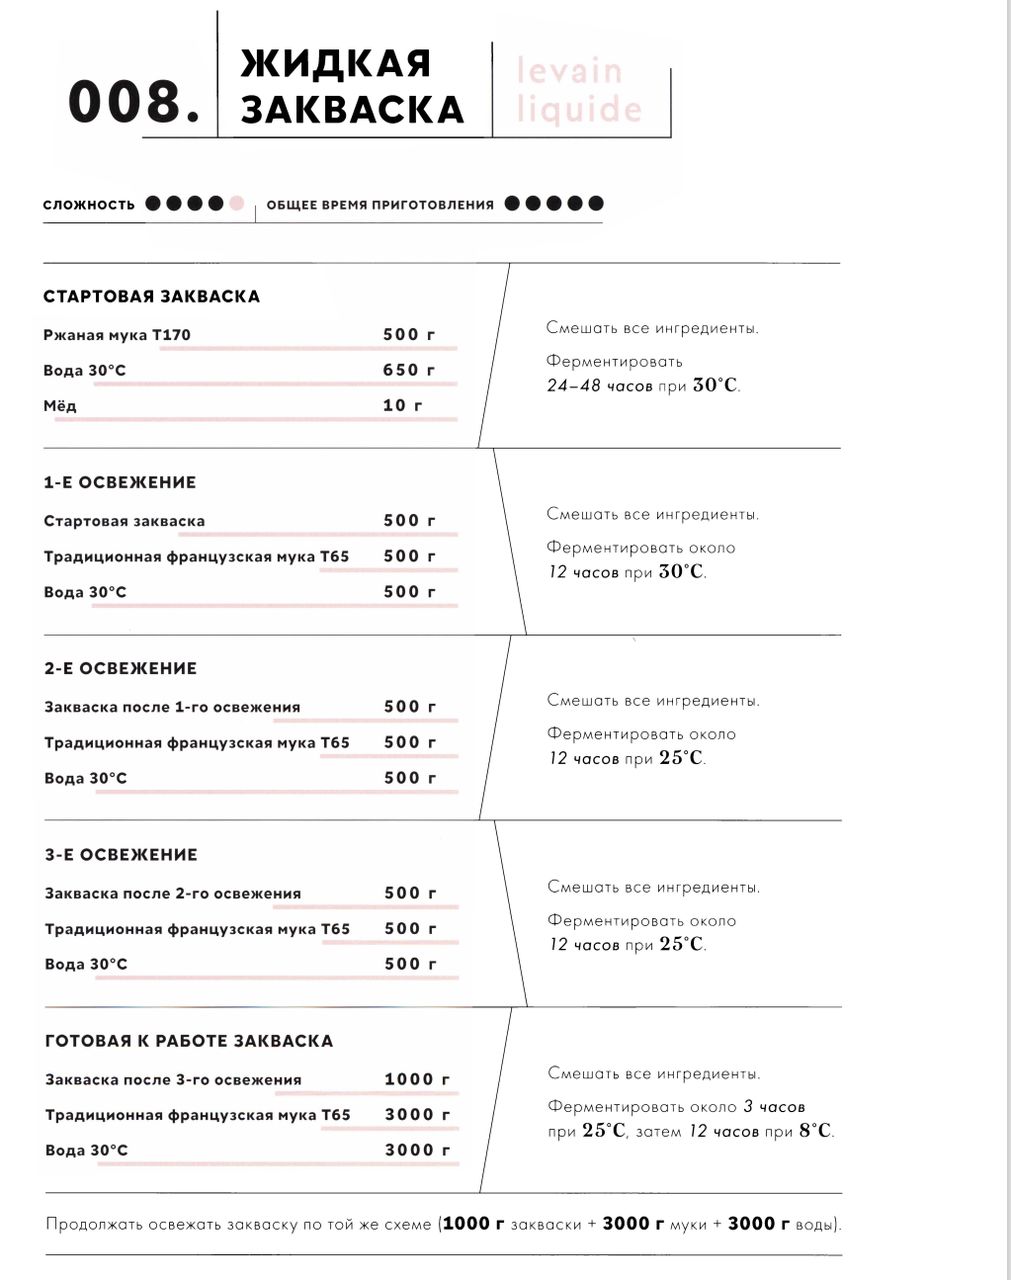 008.
ЖИДКАЯ
ЗАКВАСКА
levain
liquide
СЛОЖНОСТЬ
ОБЩЕЕ ВРЕМЯ ПРИГОТОВЛЕНИЯ
СТАРТОВАЯ ЗАКВАСКА
Ржаная мука Т170 500 г
Вода 30°C 650 г
Мёд 10 г
Смешать все ингредиенты.
Ферментировать
24–48 часов при 30°C.
1-Е ОСВЕЖЕНИЕ
Стартовая закваска 500 г
Традиционная французская мука Т65 500 г
Вода 30°C 500 г
Смешать все ингредиенты.
Ферментировать около
12 часов при 30°C.
2-Е ОСВЕЖЕНИЕ
Закваска после 1-го освежения 500 г
Традиционная французская мука Т65 500 г
Вода 30°C 500 г
Смешать все ингредиенты.
Ферментировать около
12 часов при 25°C.
3-Е ОСВЕЖЕНИЕ
Закваска после 2-го освежения 500 г
Традиционная французская мука Т65 500 г
Вода 30°C 500 г
Смешать все ингредиенты.
Ферментировать около
12 часов при 25°C.
ГОТОВАЯ К РАБОТЕ ЗАКВАСКА
Закваска после 3-го освежения 1000 г
Традиционная французская мука Т65 3000 г
Вода 30°C 3000 г
Смешать все ингредиенты.
Ферментировать около 3 часов
при 25°C, затем 12 часов при 8°C.
Продолжать освежать закваску по той же схеме (1000 г закваски + 3000 г муки + 3000 г воды).